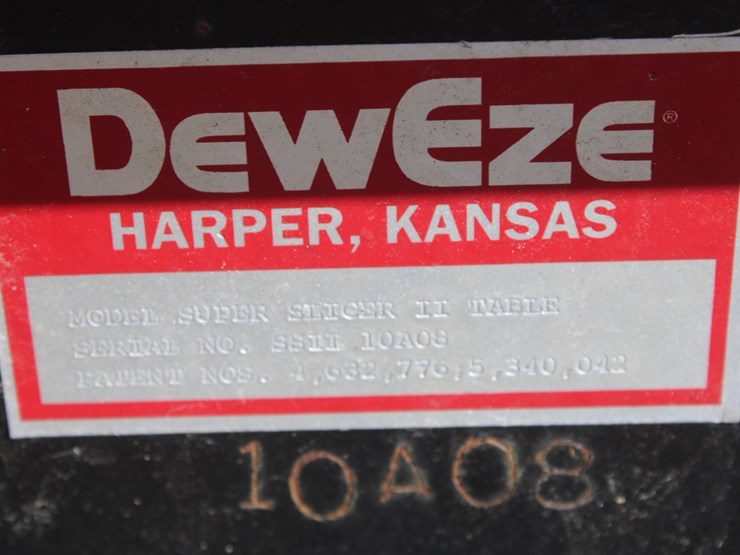 DEWEZE®
HARPER, KANSAS
MODEL SUPER SLICER II TABLE
SERIAL NO. SSII 10A08
PATENT NOS. 4,632,776;5,340,042
10A08